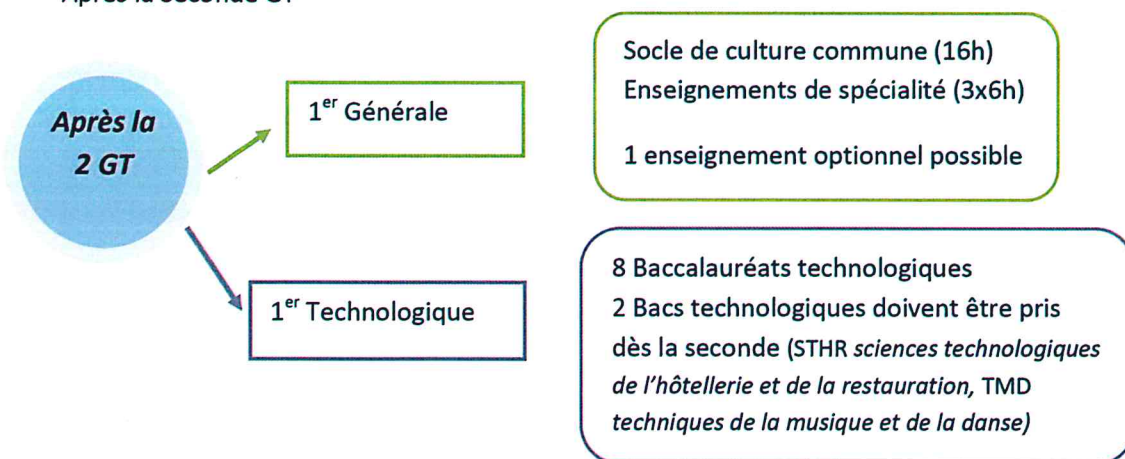 Après la seconde GT
Après la
2 GT
1er Générale
Socle de culture commune (16h)
Enseignements de spécialité (3x6h)
1 enseignement optionnel possible
1er Technologique
8 Baccalauréats technologiques
2 Bacs technologiques doivent être pris
dès la seconde (STHR sciences technologiques
de l'hôtellerie et de la restauration, TMD
techniques de la musique et de la danse)